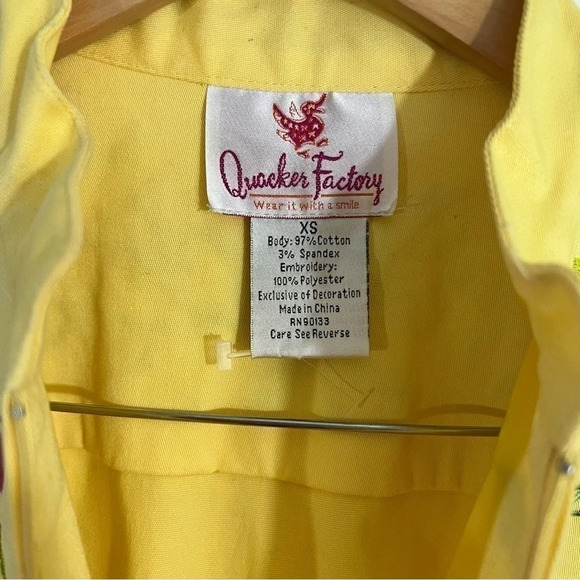 Quacker Factory
Wear it with a smile
XS
Body: 97% Cotton
3% Spandex
Embroidery:
100% Polyester
Exclusive of Decoration
Made in China
RN90133
Care See Reverse